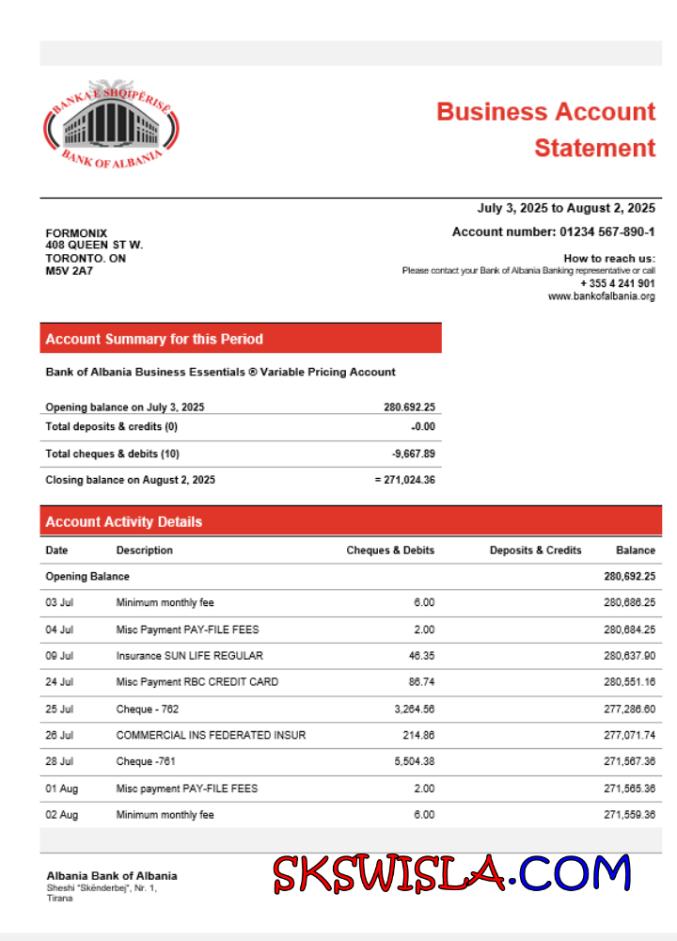 BANKA E SHQIPËRISË
BANK OF ALBANIA
Business Account
Statement
July 3, 2025 to August 2, 2025
FORMONIX
408 QUEEN ST W.
TORONTO. ON
M5V 2A7
Account number: 01234 567-890-1
How to reach us:
Please contact your Bank of Albania Banking representative or call
+ 355 4 241 901
www.bankofalbania.org
Account Summary for this Period
Bank of Albania Business Essentials ® Variable Pricing Account
Opening balance on July 3, 2025 280.692.25
Total deposits & credits (0) -0.00
Total cheques & debits (10) -9,667.89
Closing balance on August 2, 2025 = 271,024.36
Account Activity Details
Date Description Cheques & Debits Deposits & Credits Balance
Opening Balance 280,692.25
03 Jul Minimum monthly fee 6.00 280,686.25
04 Jul Misc Payment PAY-FILE FEES 2.00 280,684.25
09 Jul Insurance SUN LIFE REGULAR 46.35 280,637.90
24 Jul Misc Payment RBC CREDIT CARD 86.74 280,551.16
25 Jul Cheque - 762 3,264.56 277,286.60
26 Jul COMMERCIAL INS FEDERATED INSUR 214.86 277,071.74
28 Jul Cheque -761 5,504.38 271,567.36
01 Aug Misc payment PAY-FILE FEES 2.00 271,565.36
02 Aug Minimum monthly fee 6.00 271,559.36
Albania Bank of Albania
Sheshi "Skënderbej", Nr. 1,
Tirana
SKSWISLA.COM